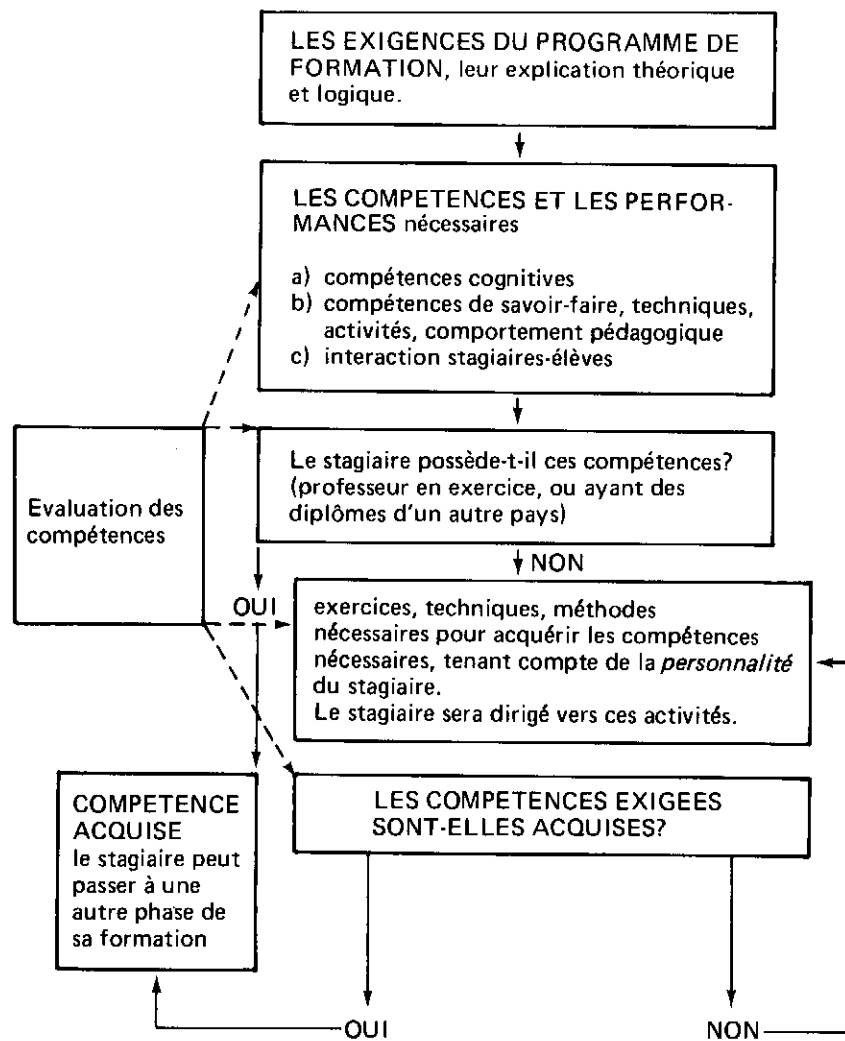 LES EXIGENCES DU PROGRAMME DE
FORMATION, leur explication théorique
et logique.
LES COMPETENCES ET LES PERFOR-
MANCES nécessaires
a) compétences cognitives
b) compétences de savoir-faire, techniques,
activités, comportement pédagogique
c) interaction stagiaires-élèves
Evaluation des
compétences
Le stagiaire possède-t-il ces compétences?
(professeur en exercice, ou ayant des
diplômes d'un autre pays)
NON
OUI
exercices, techniques, méthodes
nécessaires pour acquérir les compétences
nécessaires, tenant compte de la personnalité
du stagiaire.
Le stagiaire sera dirigé vers ces activités.
COMPETENCE
ACQUISE
le stagiaire peut
passer à une
autre phase de
sa formation
LES COMPETENCES EXIGEES
SONT-ELLES ACQUISES?
OUI
NON